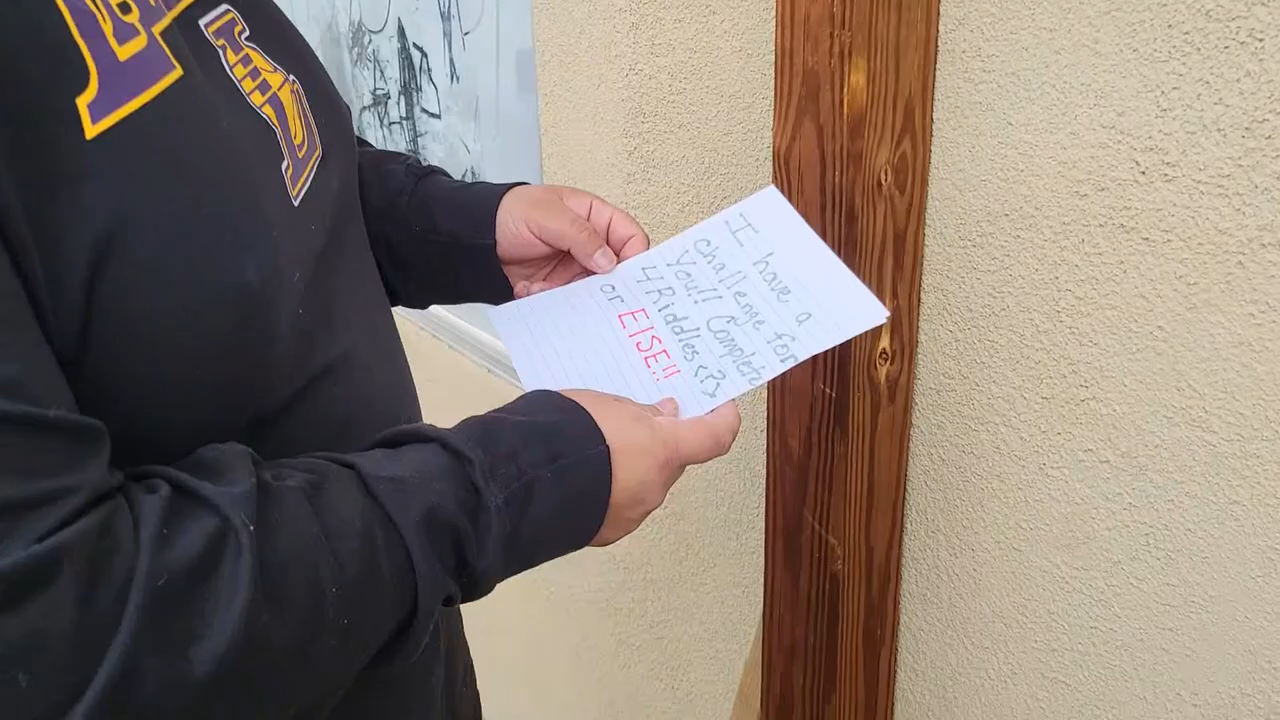 I have a
challenge for
You!! Complete
4 Riddles <?>
or ElSE!!